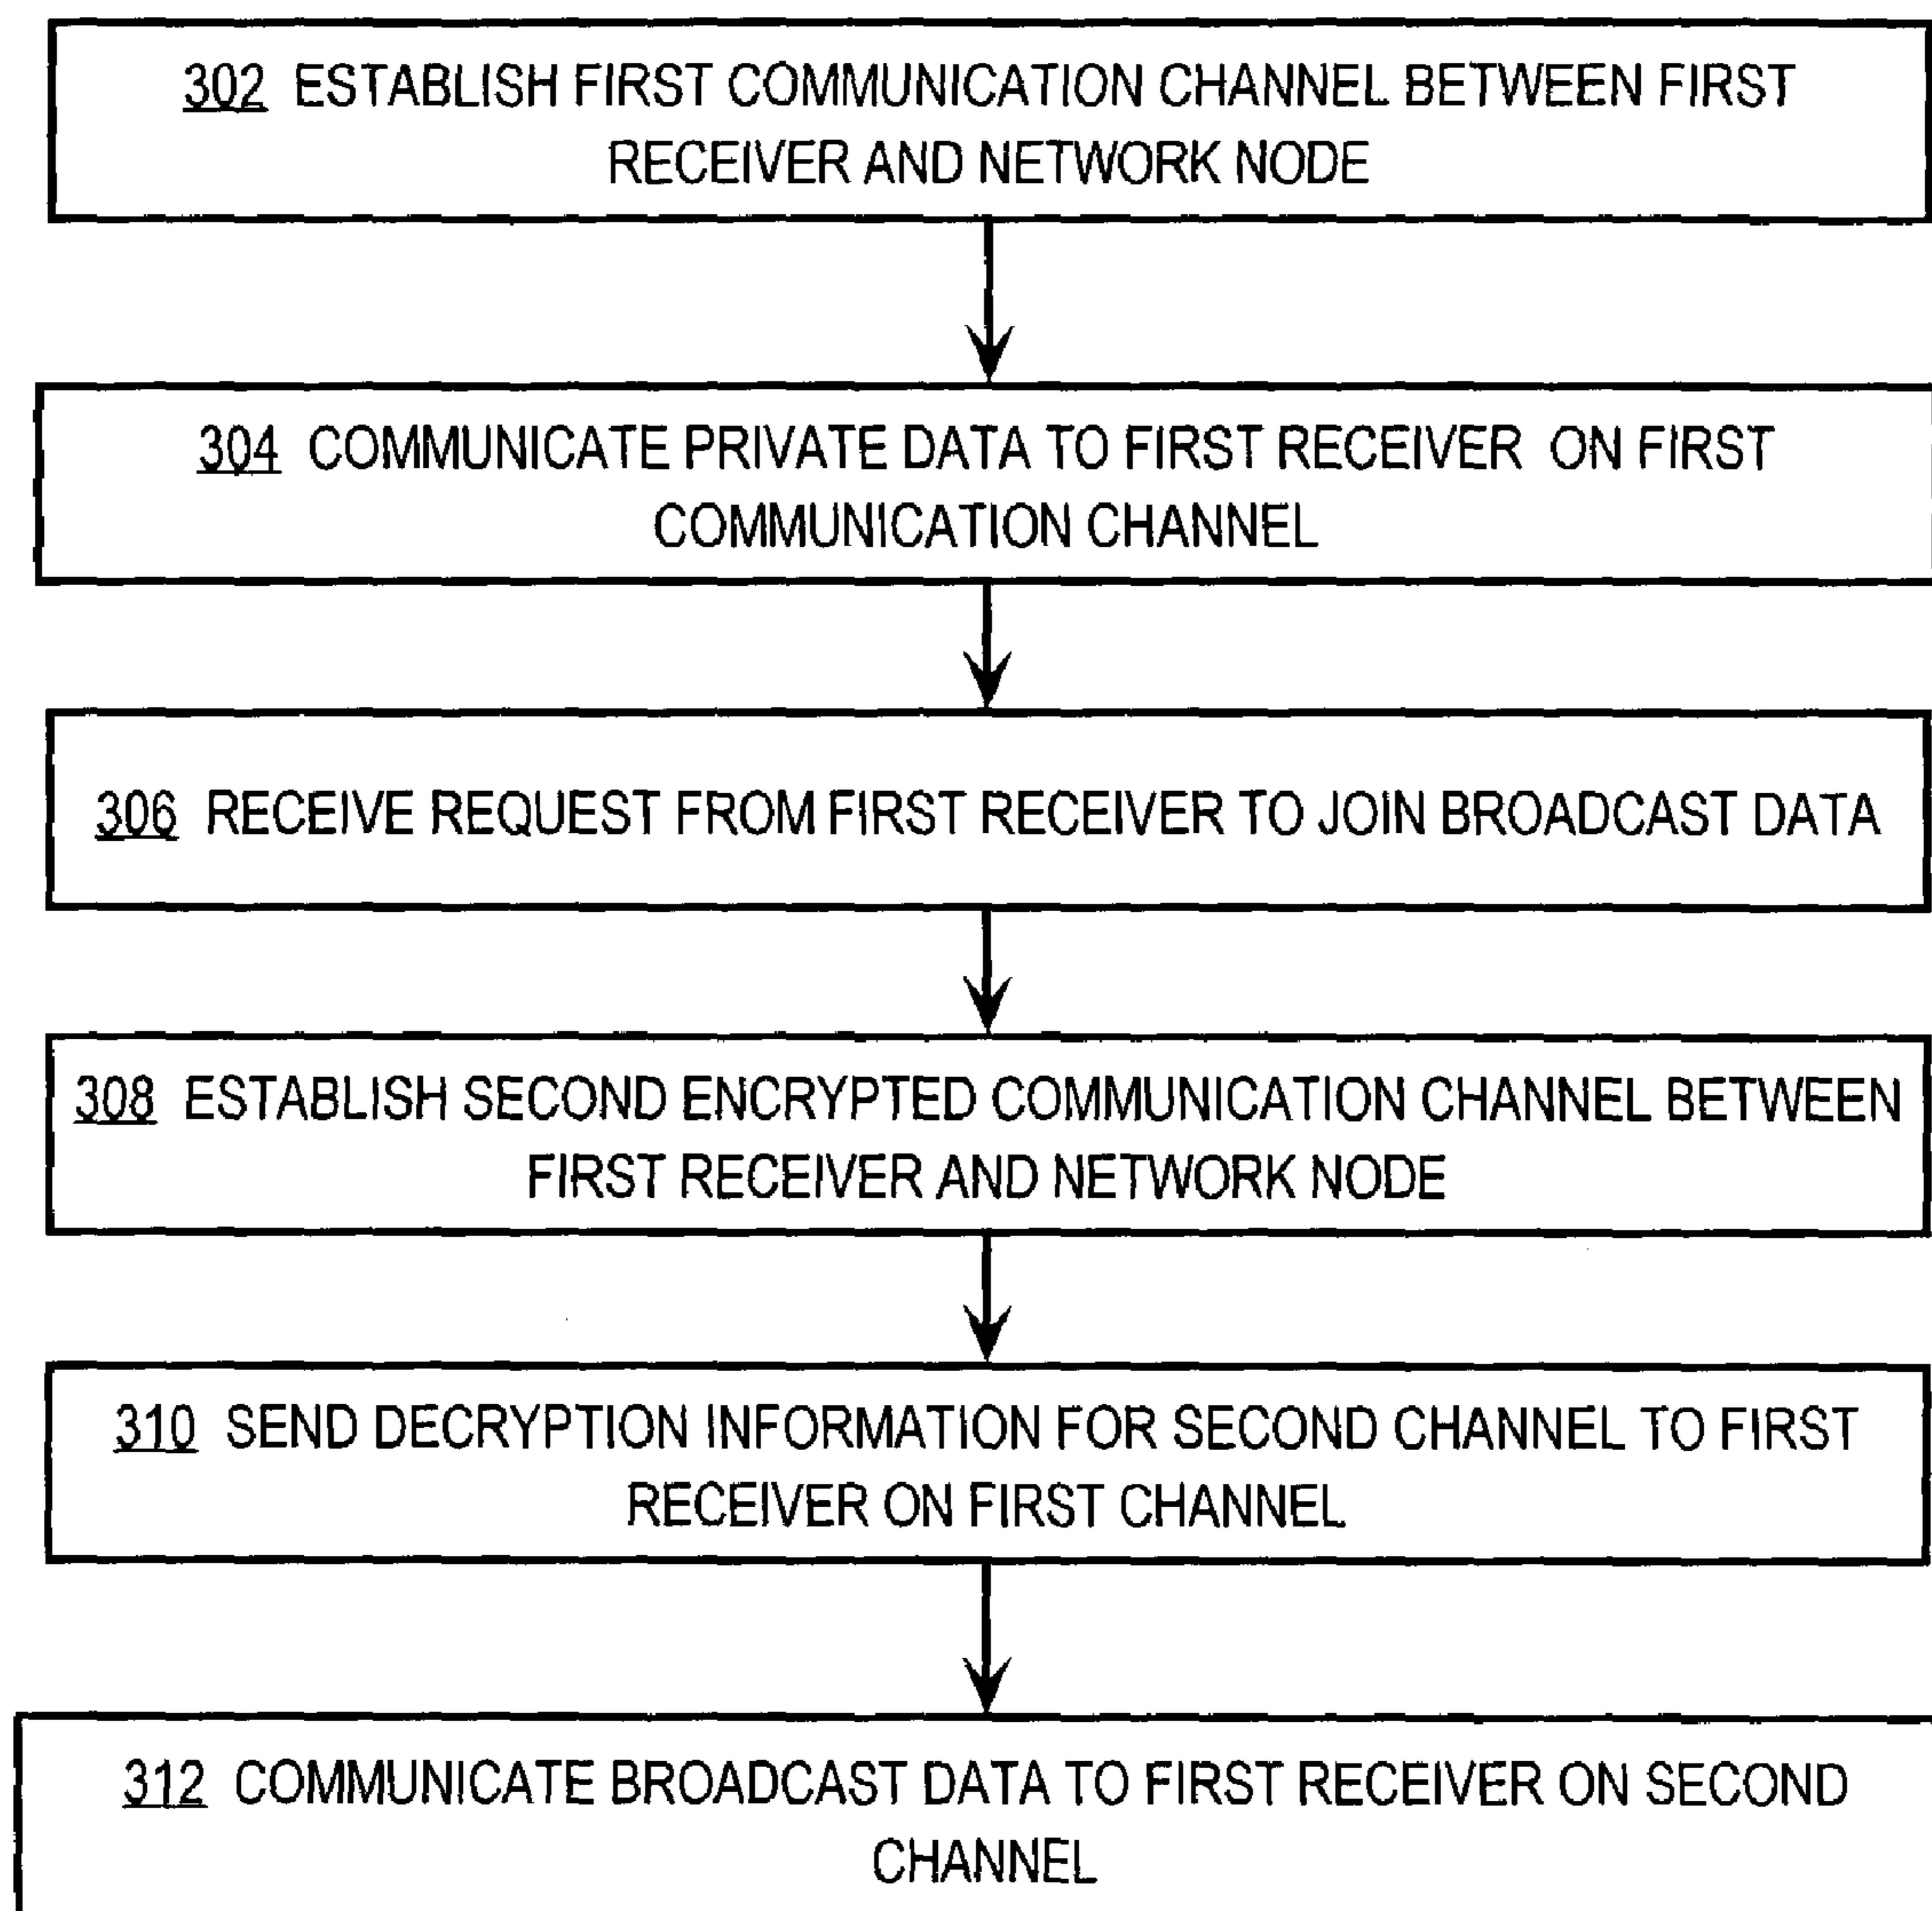 302 ESTABLISH FIRST COMMUNICATION CHANNEL BETWEEN FIRST
RECEIVER AND NETWORK NODE
304 COMMUNICATE PRIVATE DATA TO FIRST RECEIVER ON FIRST
COMMUNICATION CHANNEL
306 RECEIVE REQUEST FROM FIRST RECEIVER TO JOIN BROADCAST DATA
308 ESTABLISH SECOND ENCRYPTED COMMUNICATION CHANNEL BETWEEN
FIRST RECEIVER AND NETWORK NODE
310 SEND DECRYPTION INFORMATION FOR SECOND CHANNEL TO FIRST
RECEIVER ON FIRST CHANNEL
312 COMMUNICATE BROADCAST DATA TO FIRST RECEIVER ON SECOND
CHANNEL